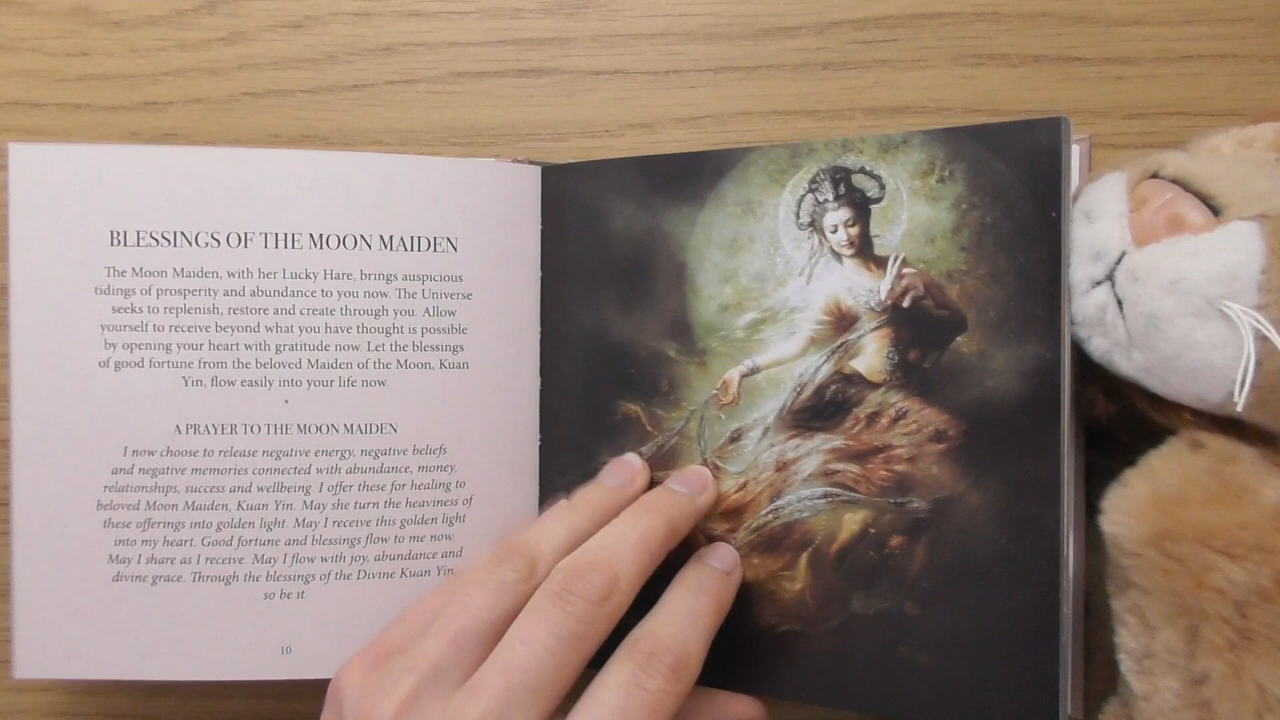 BLESSINGS OF THE MOON MAIDEN
The Moon Maiden, with her Lucky Hare, brings auspicious
tidings of prosperity and abundance to you now. The Universe
seeks to replenish, restore and create through you. Allow
yourself to receive beyond what you have thought is possible
by opening your heart with gratitude now. Let the blessings
of good fortune from the beloved Maiden of the Moon, Kuan
Yin, flow easily into your life now.
*
A PRAYER TO THE MOON MAIDEN
I now choose to release negative energy, negative beliefs
and negative memories connected with abundance, money,
relationships, success and wellbeing. I offer these for healing to
beloved Moon Maiden, Kuan Yin. May she turn the heaviness of
these offerings into golden light. May I receive this golden light
into my heart. Good fortune and blessings flow to me now.
May I share as I receive. May I flow with joy, abundance and
divine grace. Through the blessings of the Divine Kuan Yin,
so be it.
10